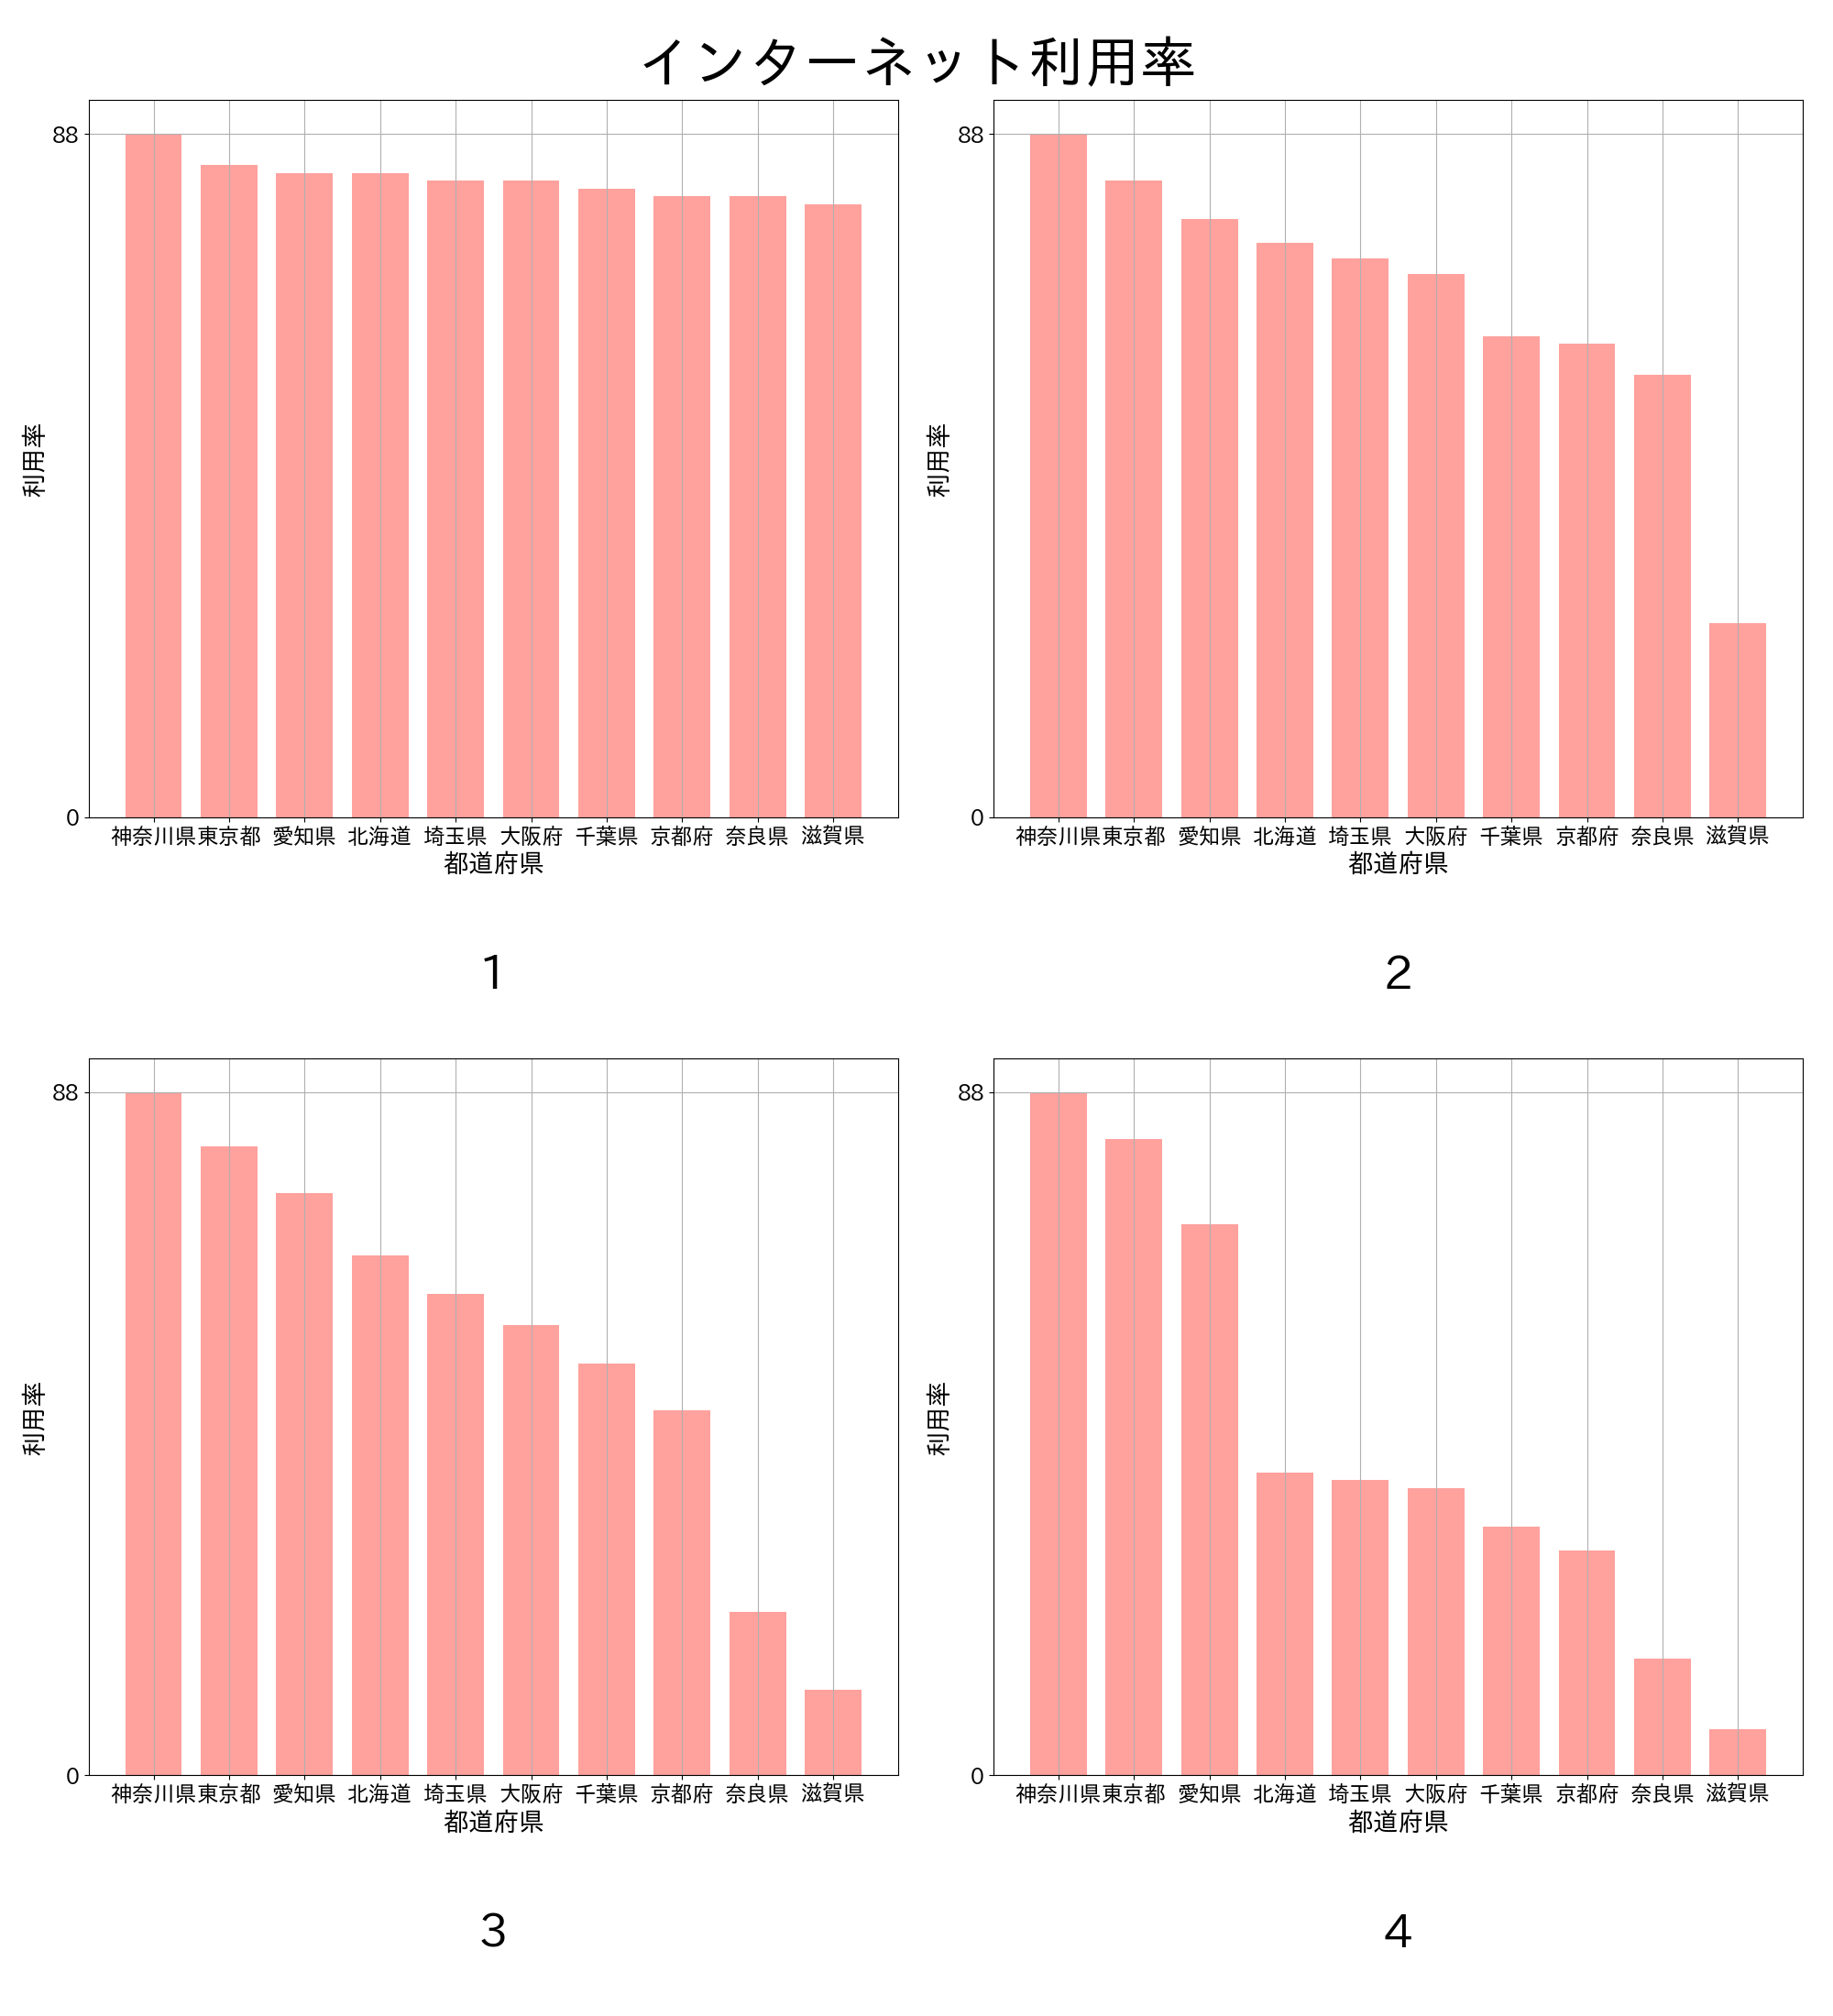 インターネット利用率
88
0
利用率
神奈川県 東京都 愛知県 北海道 埼玉県 大阪府 千葉県 京都府 奈良県 滋賀県
都道府県
1
88
0
利用率
神奈川県 東京都 愛知県 北海道 埼玉県 大阪府 千葉県 京都府 奈良県 滋賀県
都道府県
2
88
0
利用率
神奈川県 東京都 愛知県 北海道 埼玉県 大阪府 千葉県 京都府 奈良県 滋賀県
都道府県
3
88
0
利用率
神奈川県 東京都 愛知県 北海道 埼玉県 大阪府 千葉県 京都府 奈良県 滋賀県
都道府県
4